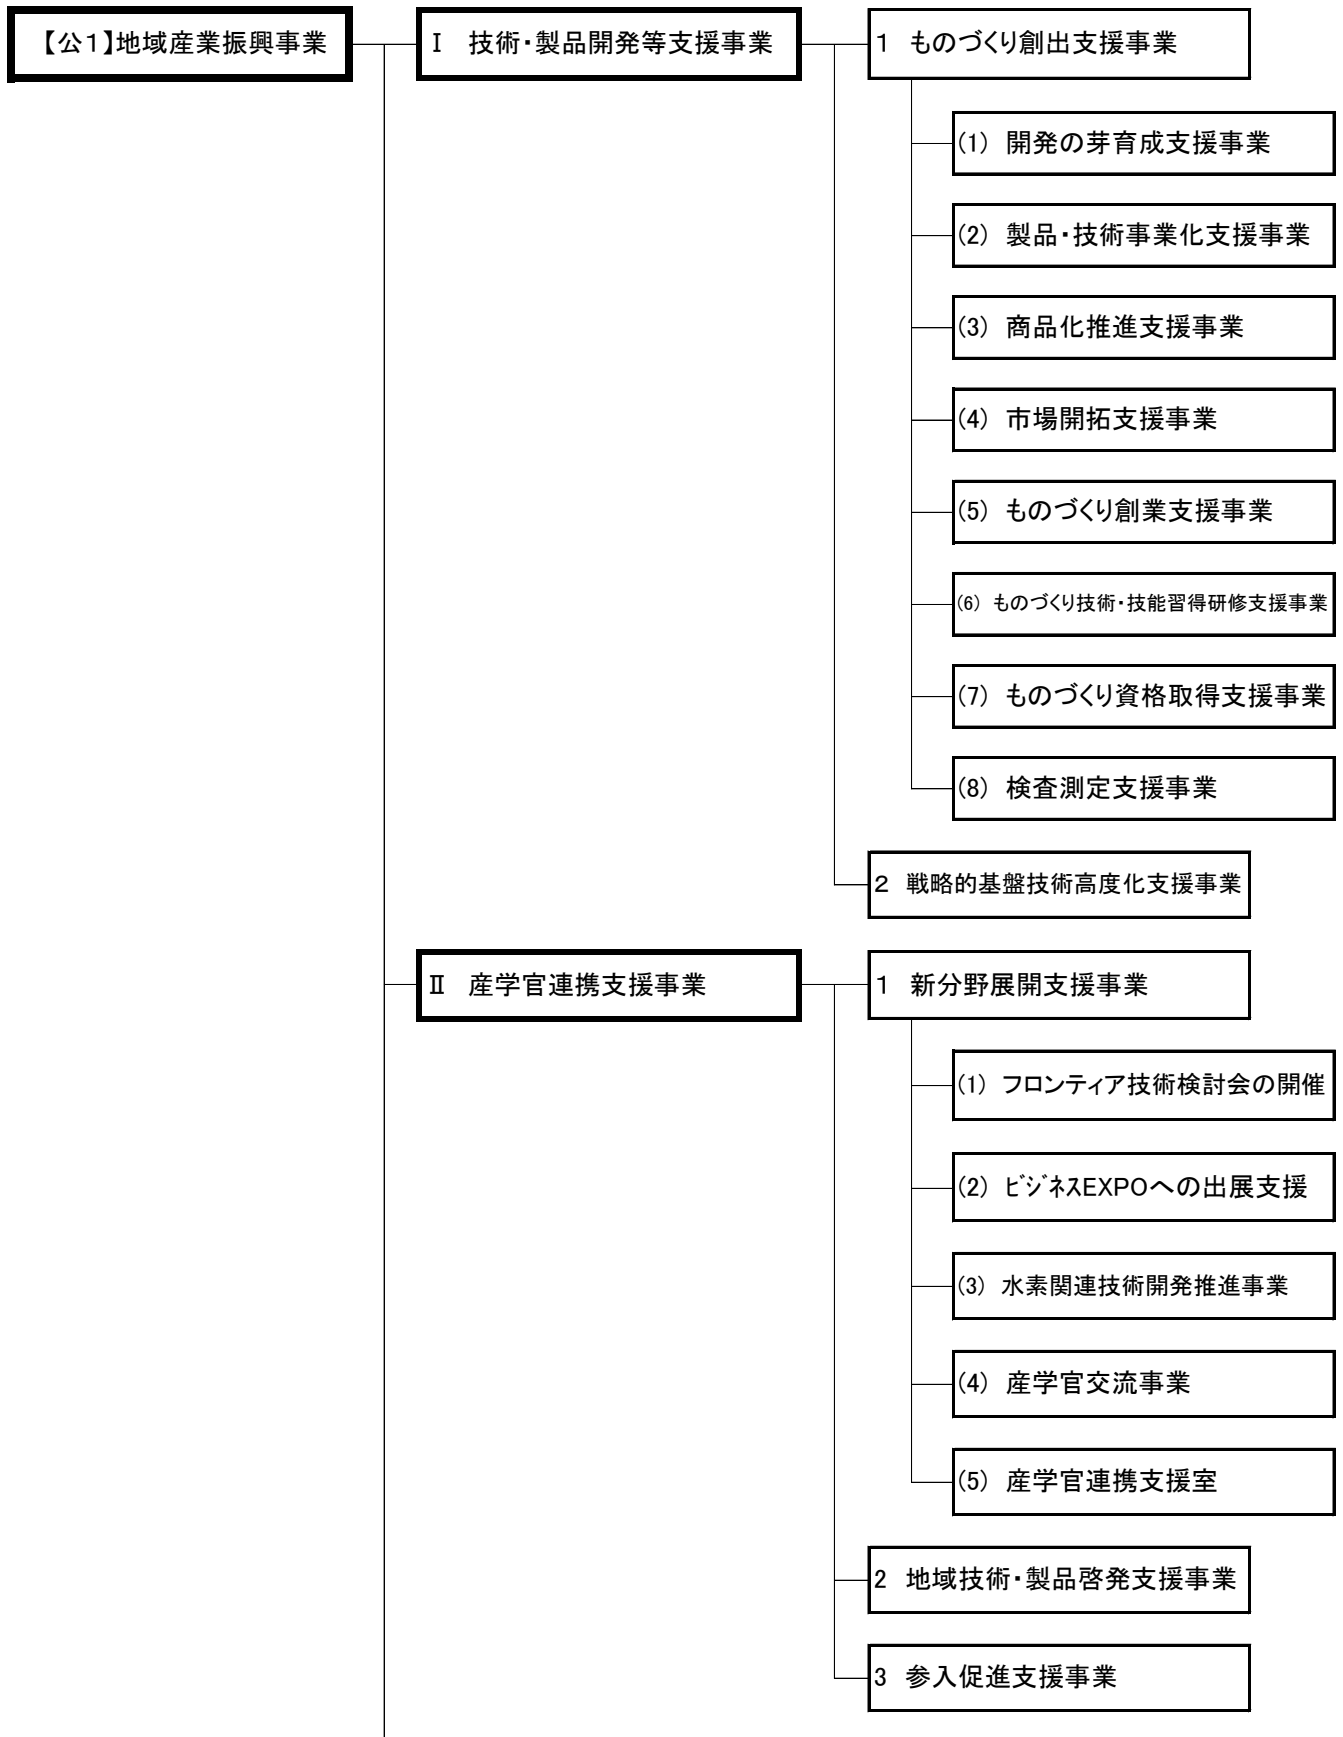 【公１】地域産業振興事業
Ⅰ　技術・製品開発等支援事業
1　ものづくり創出支援事業
(1)　開発の芽育成支援事業
(2)　製品・技術事業化支援事業
(3)　商品化推進支援事業
(4)　市場開拓支援事業
(5)　ものづくり創業支援事業
(6)　ものづくり技術・技能習得研修支援事業
(7)　ものづくり資格取得支援事業
(8)　検査測定支援事業
２　戦略的基盤技術高度化支援事業
Ⅱ　産学官連携支援事業
1　新分野展開支援事業
(1)　フロンティア技術検討会の開催
(2)　ﾋﾞｼﾞﾈｽEXPOへの出展支援
(3)　水素関連技術開発推進事業
(4)　産学官交流事業
(5)　産学官連携支援室
2　地域技術・製品啓発支援事業
3　参入促進支援事業